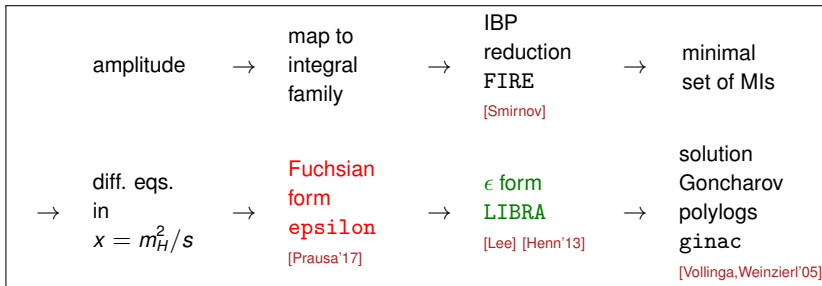 amplitude
→
map to
integral
family
→
IBP
reduction
FIRE
[Smirnov]
→
minimal
set of MIs
→
diff. eqs.
in
x = m_H^2/s
→
Fuchsian
form
epsilon
[Prausa'17]
→
ϵ form
LIBRA
[Lee] [Henn'13]
→
solution
Goncharov
polylogs
ginac
[Vollinga,Weinzierl'05]